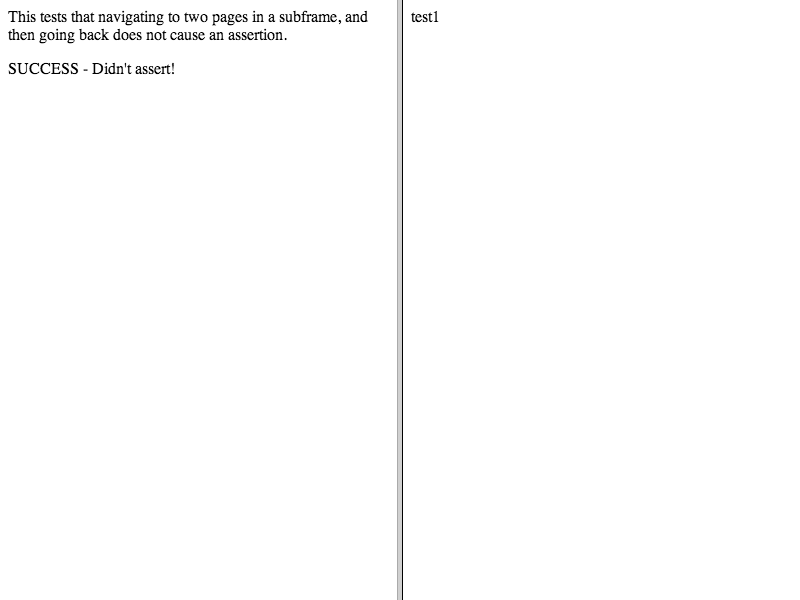 This tests that navigating to two pages in a subframe, and
then going back does not cause an assertion.
SUCCESS - Didn't assert!
test1